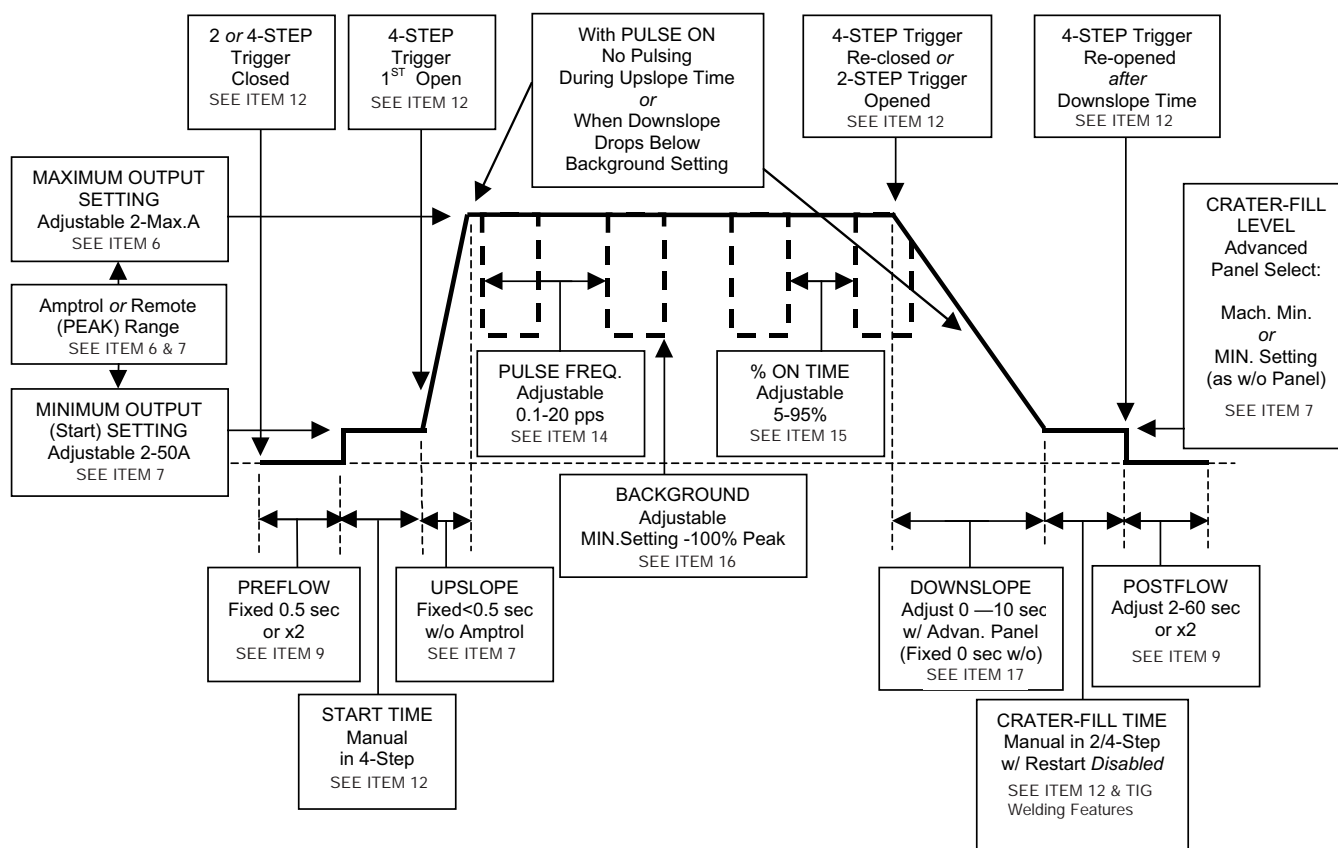 2 or 4-STEP
Trigger
Closed
SEE ITEM 12
4-STEP
Trigger
1ST Open
SEE ITEM 12
With PULSE ON
No Pulsing
During Upslope Time
or
When Downslope
Drops Below
Background Setting
4-STEP Trigger
Re-closed or
2-STEP Trigger
Opened
SEE ITEM 12
4-STEP Trigger
Re-opened
after
Downslope Time
SEE ITEM 12
MAXIMUM OUTPUT
SETTING
Adjustable 2-Max.A
SEE ITEM 6
Amptrol or Remote
(PEAK) Range
SEE ITEM 6 & 7
MINIMUM OUTPUT
(Start) SETTING
Adjustable 2-50A
SEE ITEM 7
CRATER-FILL
LEVEL
Advanced
Panel Select:
Mach. Min.
or
MIN. Setting
(as w/o Panel)
SEE ITEM 7
PULSE FREQ.
Adjustable
0.1-20 pps
SEE ITEM 14
% ON TIME
Adjustable
5-95%
SEE ITEM 15
BACKGROUND
Adjustable
MIN.Setting -100% Peak
SEE ITEM 16
PREFLOW
Fixed 0.5 sec
or x2
SEE ITEM 9
UPSLOPE
Fixed<0.5 sec
w/o Amptrol
SEE ITEM 7
DOWNSLOPE
Adjust 0 —10 sec
w/ Advan. Panel
(Fixed 0 sec w/o)
SEE ITEM 17
POSTFLOW
Adjust 2-60 sec
or x2
SEE ITEM 9
START TIME
Manual
in 4-Step
SEE ITEM 12
CRATER-FILL TIME
Manual in 2/4-Step
w/ Restart Disabled
SEE ITEM 12 & TIG
Welding Features